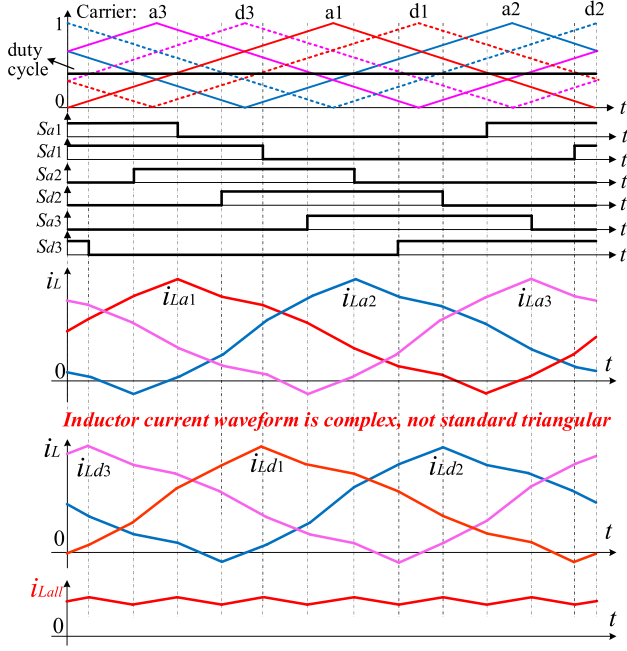 Carrier: a3 d3 a1 d1 a2 d2
1
duty
cycle
0
t
Sa1 t
Sd1 t
Sa2 t
Sd2 t
Sa3 t
Sd3 t
iL
iLa1 iLa2 iLa3
0 t
Inductor current waveform is complex, not standard triangular
iL
iLd3 iLd1 iLd2
0 t
iLall
0 t